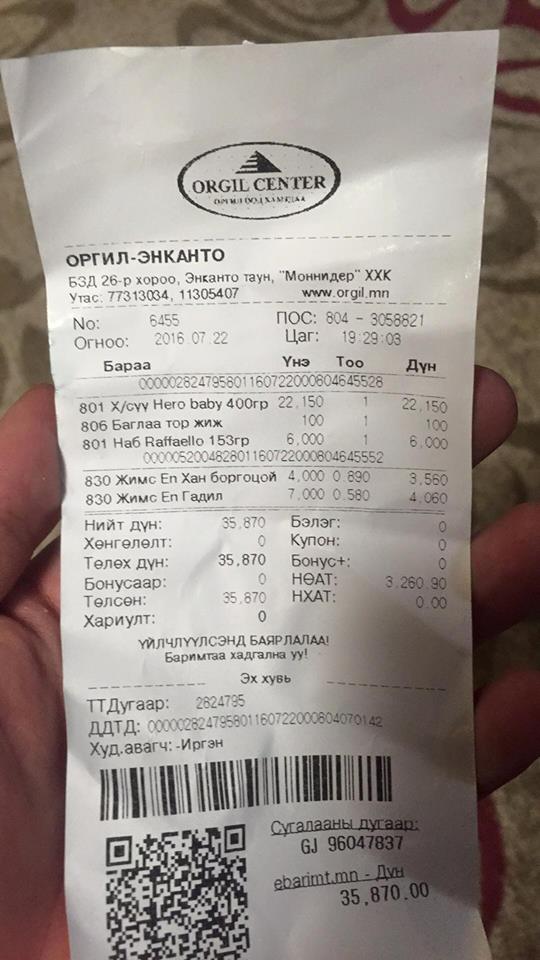 ORGIL CENTER
ОРГИЛ-ЭНКАНТО
БЗД 26-р хороо, Энканто таун, "Моннидер" ХХК
Утас: 77313034, 11305407 www.orgil.mn
No: 6455 ПОС: 804 - 3058821
Огноо: 2016.07.22 Цаг: 19:29:03
Бараа Үнэ Тоо Дүн
000002824795801160722000804645528
801 Х/сүү Hero baby 400гр 22,150 1 22,150
806 Баглаа тор жиж 100 1 100
801 Наб Raffaello 153гр 6,000 1 6,000
000005200482801160722000804645552
830 Жимс Еп Хан боргоцой 4,000 0.890 3,560
830 Жимс Еп Гадил 7,000 0.580 4,060
Нийт дүн: 35,870 Бэлэг: 0
Хөнгөлөлт: 0 Купон: 0
Төлөх дүн: 35,870 Бонус+: 0
Бонусаар: 0 НӨАТ: 3,260.90
Төлсөн: 35,870 НХАТ: 0.00
Хариулт: 0
ҮЙЛЧЛҮҮЛСЭНД БАЯРЛАЛАА!
Баримтаа хадгална уу!
Эх хувь
ТТДугаар: 2824795
ДДТД: 000002824795801160722000804070142
Худ.авагч: -Иргэн
Сугалааны дугаар:
GJ 96047837
ebarimt.mn - Дүн
35,870.00